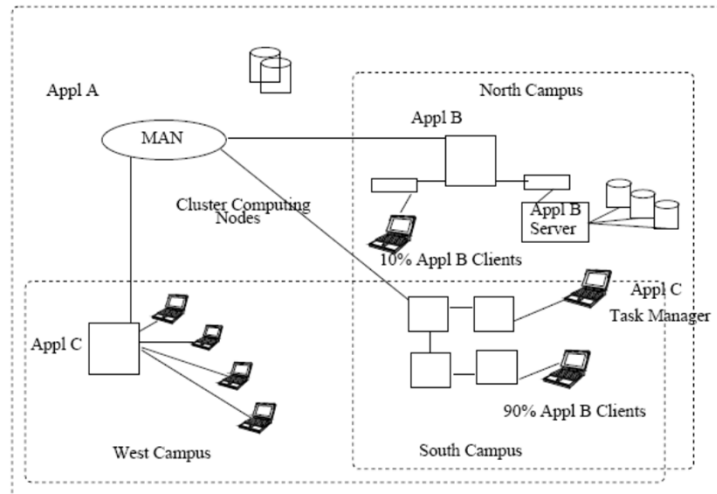 Appl A
North Campus
Appl B
MAN
Cluster Computing
Nodes
Appl B
Server
10% Appl B Clients
Appl C
Task Manager
Appl C
90% Appl B Clients
West Campus
South Campus